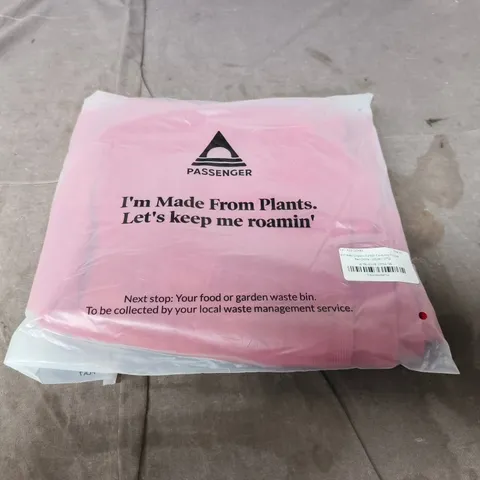 PASSENGER
I'm Made From Plants.
Let's keep me roamin'
Next stop: Your food or garden waste bin.
To be collected by your local waste management service.